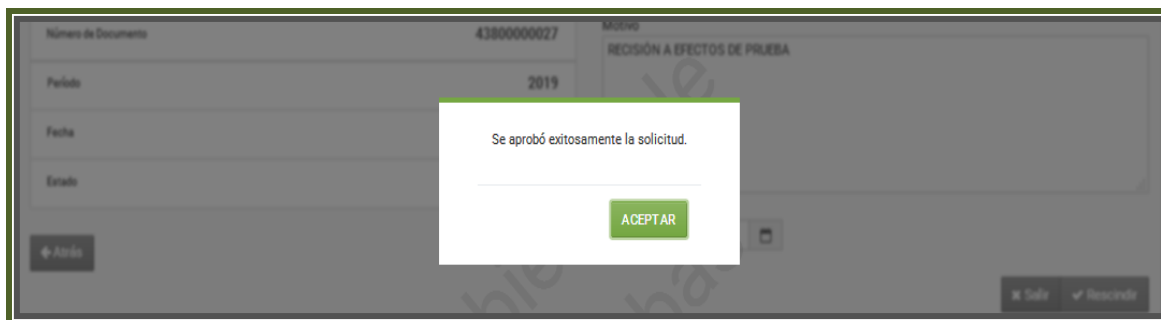 Número de Documento 43800000027
Motivo
RECISIÓN A EFECTOS DE PRUEBA
Período 2019
Fecha
Estado
Se aprobó exitosamente la solicitud.
ACEPTAR
Atrás
Salir Rescindir